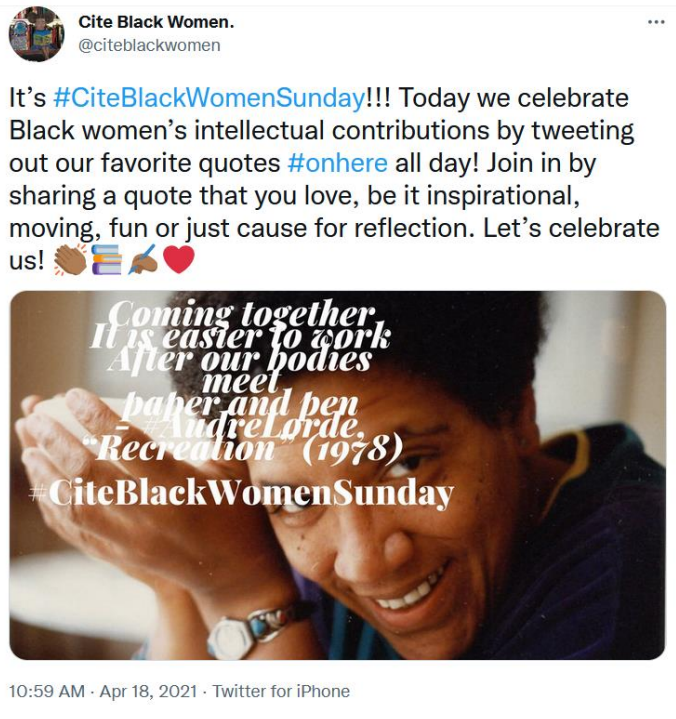 Cite Black Women.
@citeblackwomen
It's #CiteBlackWomenSunday!!! Today we celebrate
Black women's intellectual contributions by tweeting
out our favorite quotes #onhere all day! Join in by
sharing a quote that you love, be it inspirational,
moving, fun or just cause for reflection. Let's celebrate
us! 👏🏾📚✍🏾❤️
Coming together
It is easier to work
After our bodies
meet
paper and pen
- #AudreLorde,
"Recreation" (1978)
#CiteBlackWomenSunday
10:59 AM · Apr 18, 2021 · Twitter for iPhone